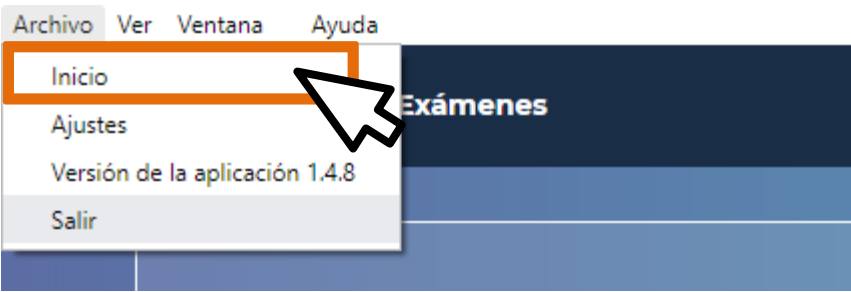 Archivo Ver Ventana Ayuda
Inicio
Exámenes
Ajustes
Versión de la aplicación 1.4.8
Salir